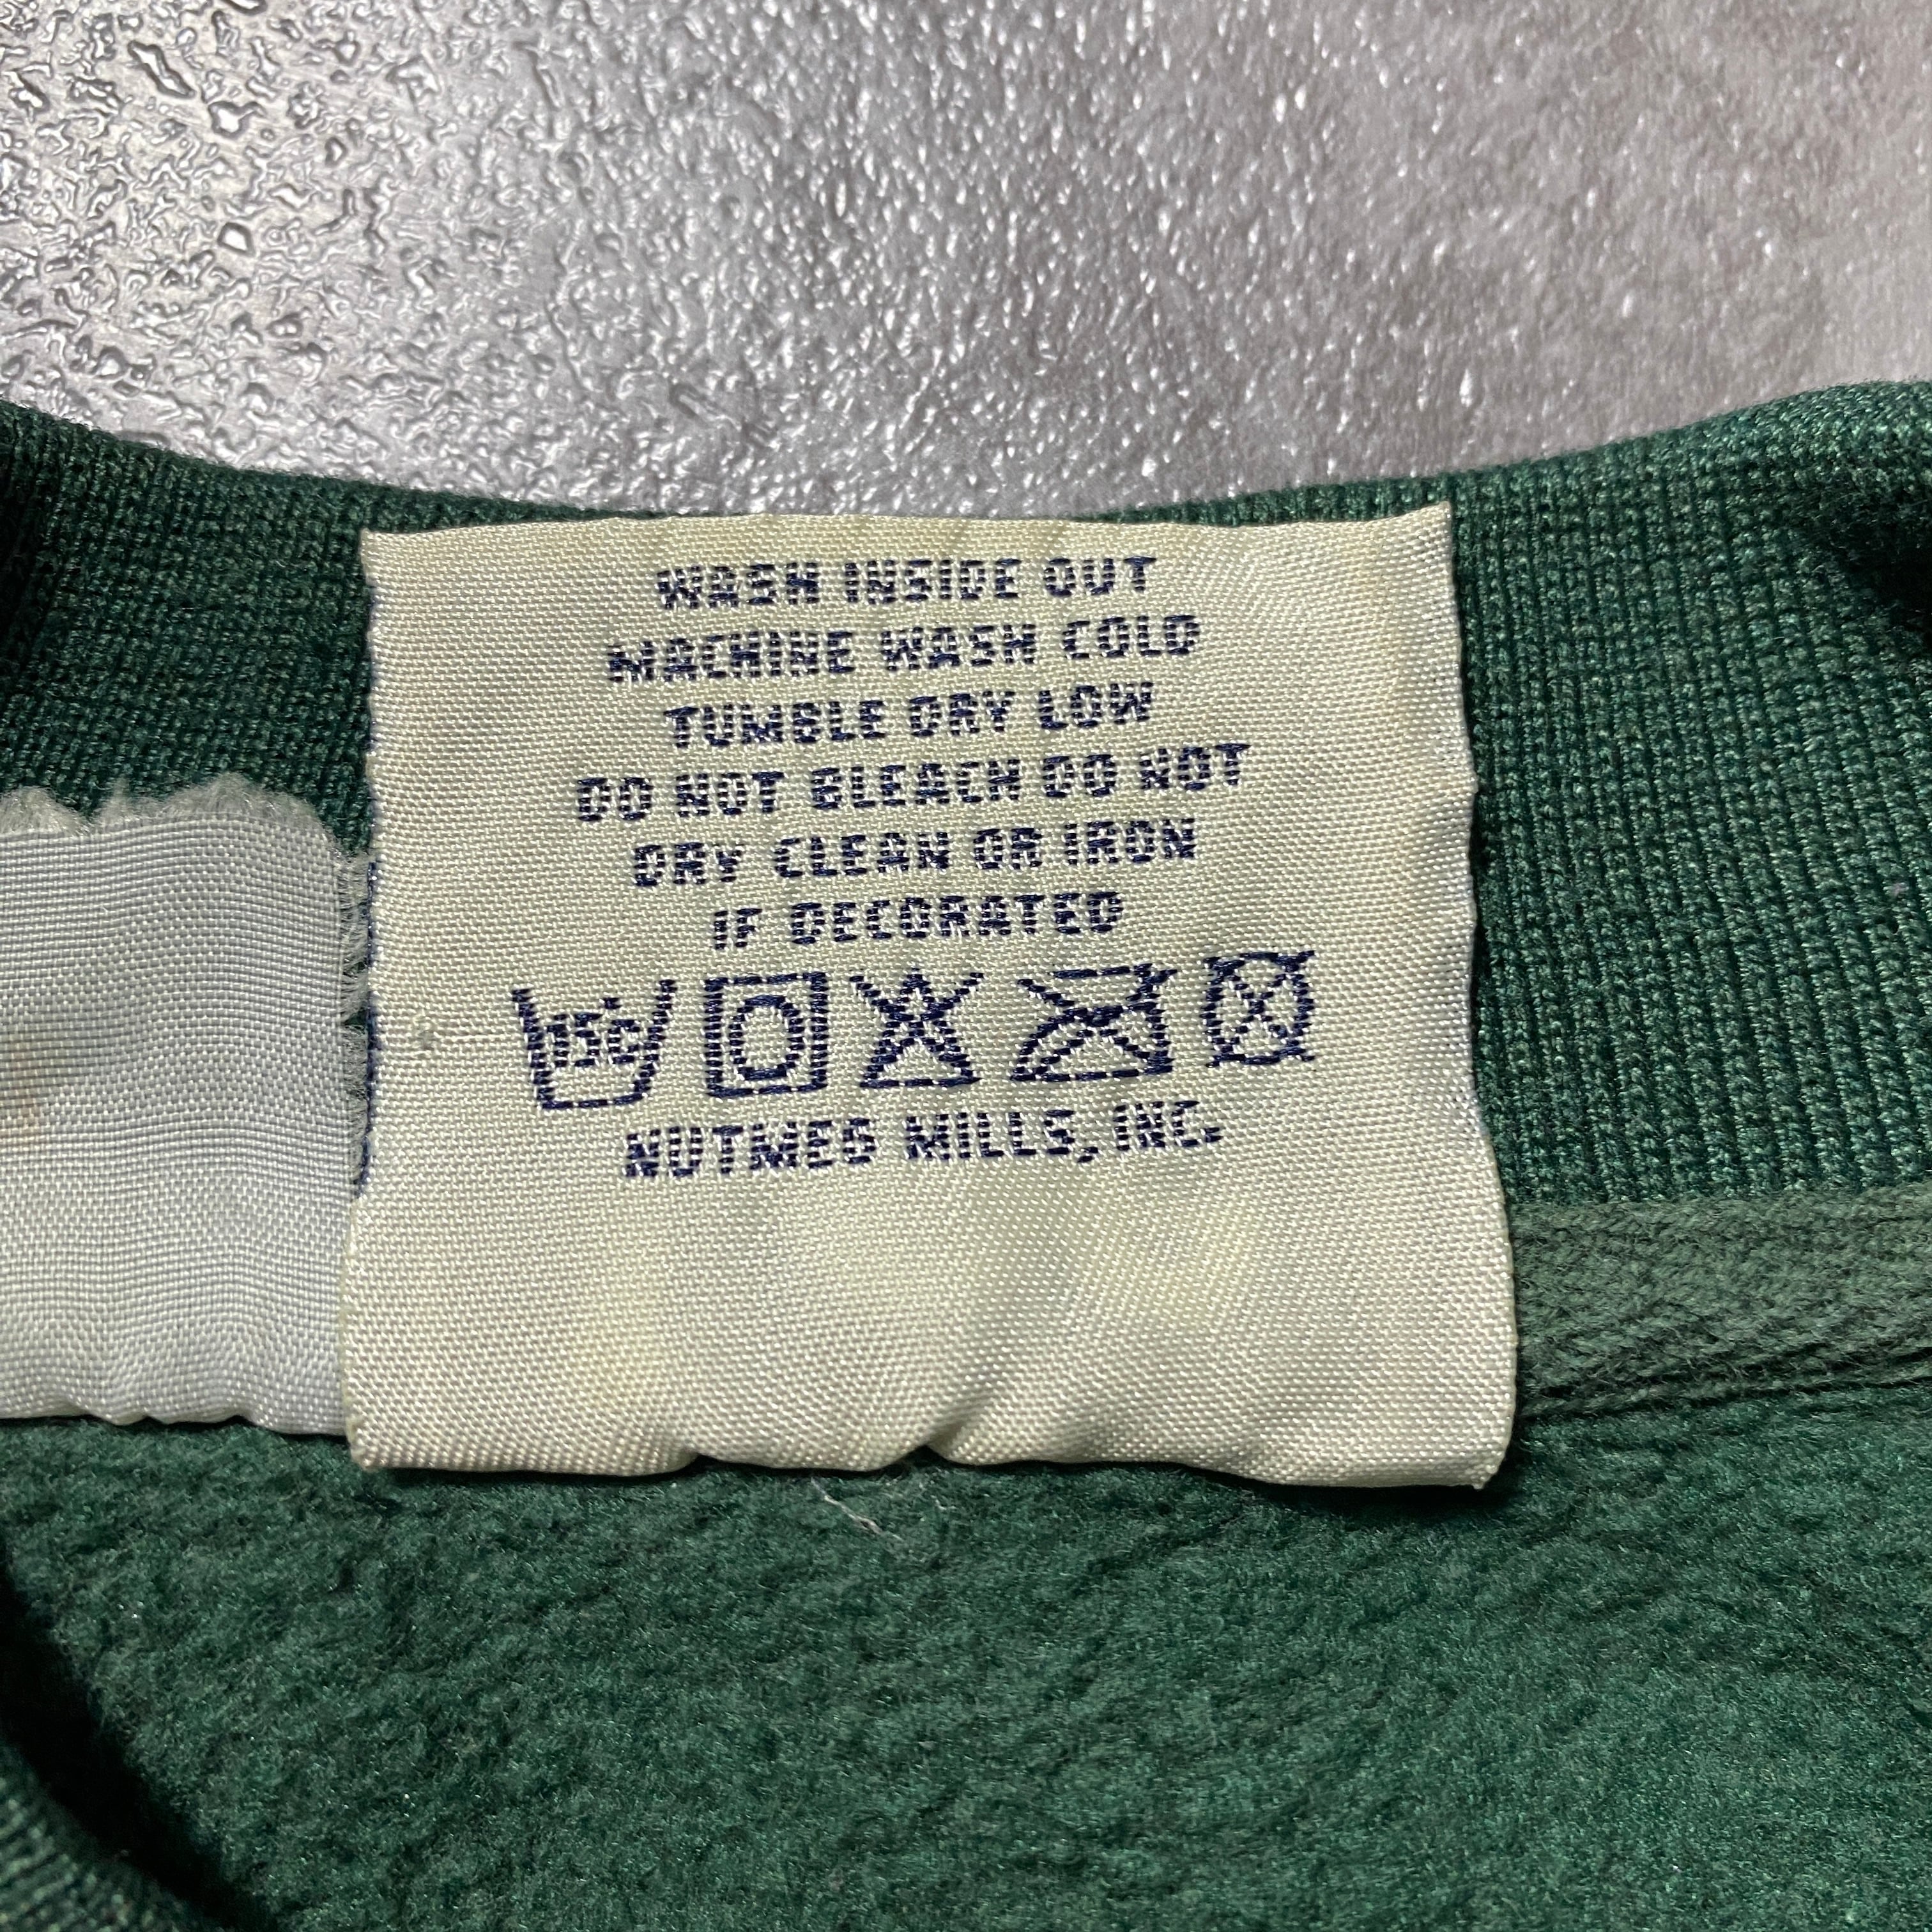 WASH INSIDE OUT
MACHINE WASH COLD
TUMBLE DRY LOW
DO NOT BLEACH DO NOT
DRY CLEAN OR IRON
IF DECORATED
15°C
NUTMEG MILLS, INC.